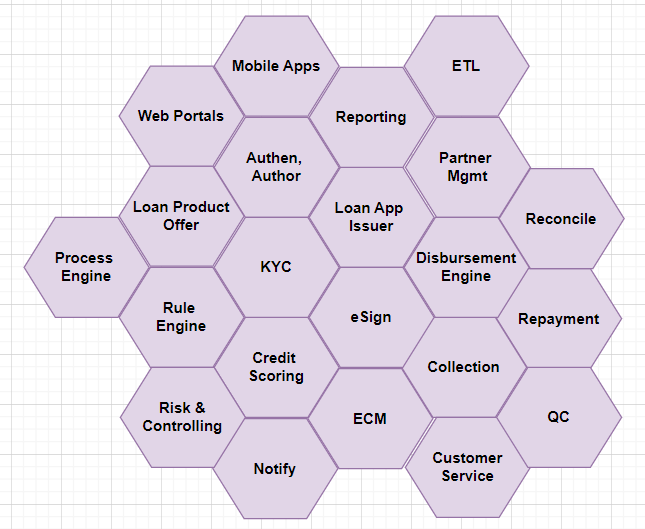 Mobile Apps
ETL
Web Portals
Reporting
Authen,
Author
Partner
Mgmt
Loan Product
Offer
Loan App
Issuer
Reconcile
Process
Engine
KYC
Disbursement
Engine
Rule
Engine
eSign
Repayment
Credit
Scoring
Collection
Risk &
Controlling
ECM
QC
Notify
Customer
Service